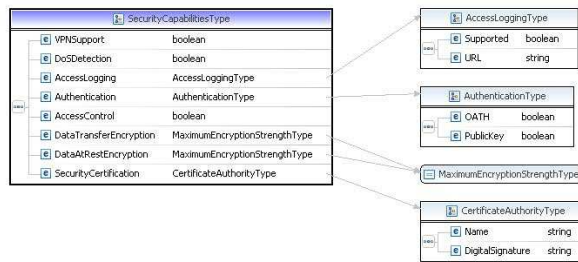 SecurityCapabilitiesType
VPNSupport boolean
DoSDetection boolean
AccessLogging AccessLoggingType
Authentication AuthenticationType
AccessControl boolean
DataTransferEncryption MaximumEncryptionStrengthType
DataAtRestEncryption MaximumEncryptionStrengthType
SecurityCertification CertificateAuthorityType
AccessLoggingType
Supported boolean
URL string
AuthenticationType
OATH boolean
PublicKey boolean
MaximumEncryptionStrengthType
CertificateAuthorityType
Name string
DigitalSignature string